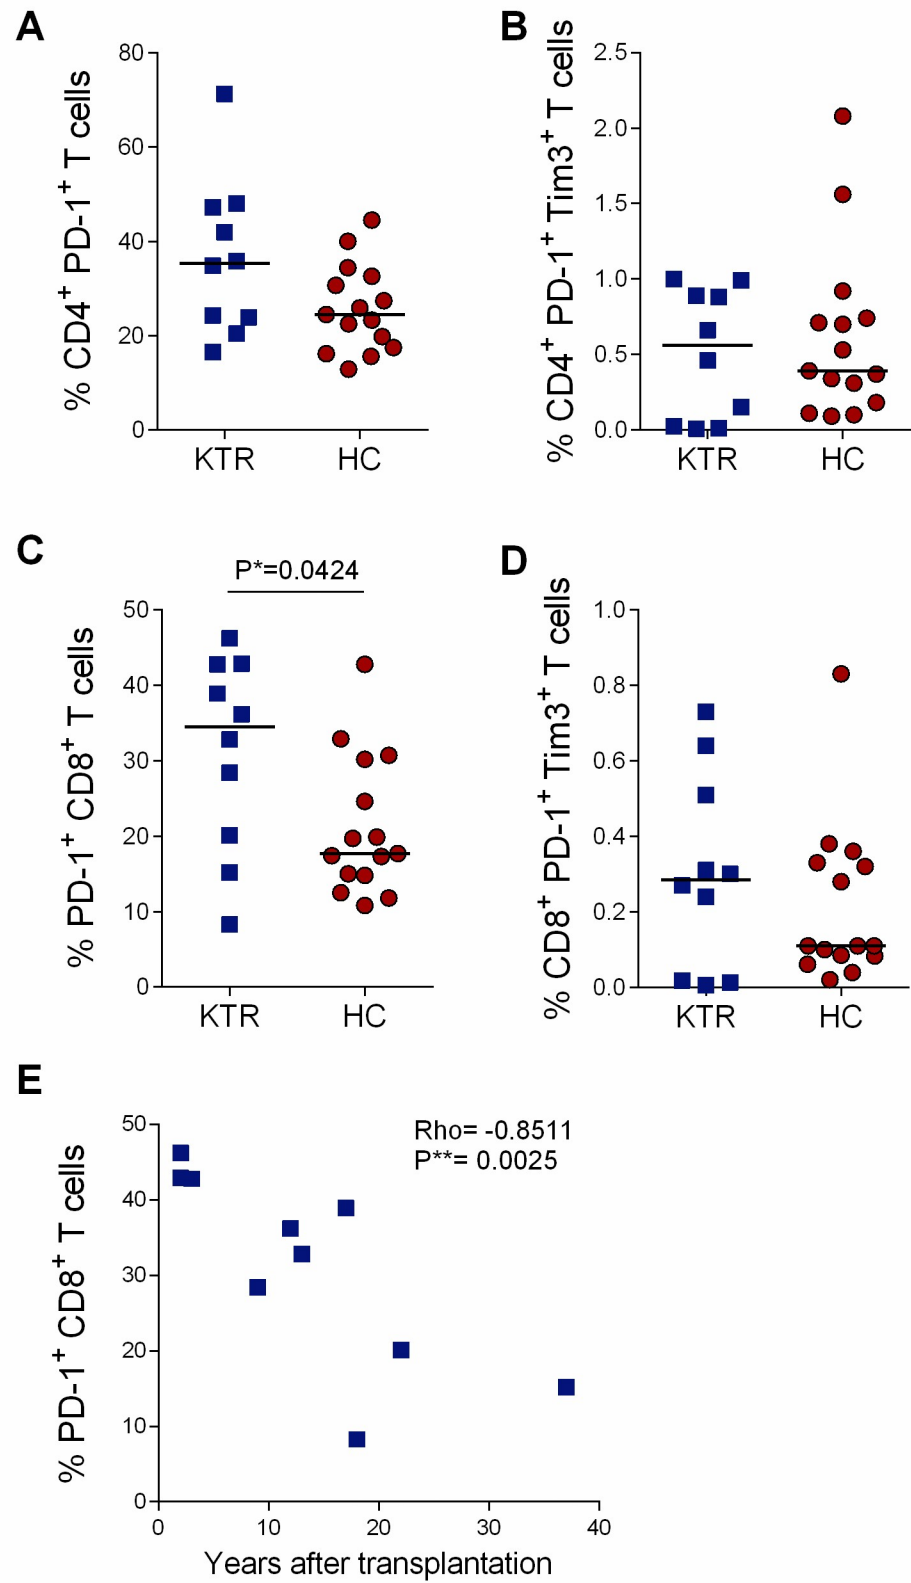 A
B
80
60
40
20
0
% CD4+ PD-1+ T cells
KTR
HC
2.5
2.0
1.5
1.0
0.5
0.0
% CD4+ PD-1+ Tim3+ T cells
KTR
HC
C
D
P*=0.0424
50
40
30
20
10
0
% PD-1+ CD8+ T cells
KTR
HC
1.0
0.8
0.6
0.4
0.2
0.0
% CD8+ PD-1+ Tim3+ T cells
KTR
HC
E
Rho= -0.8511
P**= 0.0025
50
40
30
20
10
0
% PD-1+ CD8+ T cells
0 10 20 30 40
Years after transplantation